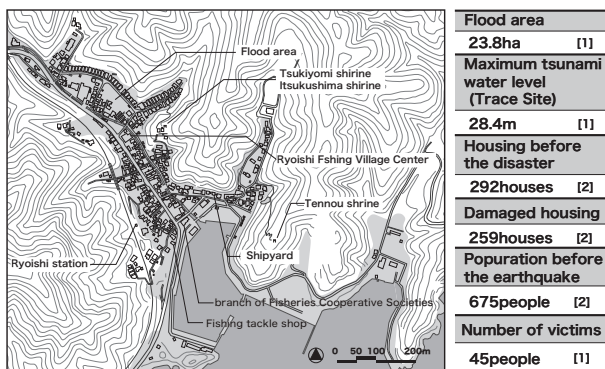 Flood area
Tsukiyomi shrine
Itsukushima shrine
Ryoishi Fshing Village Center
Tennou shrine
Shipyard
Ryoishi station
branch of Fisheries Cooperative Societies
Fishing tackle shop
0 50 100 200m
Flood area
23.8ha [1]
Maximum tsunami
water level
(Trace Site)
28.4m [1]
Housing before
the disaster
292houses [2]
Damaged housing
259houses [2]
Popuration before
the earthquake
675people [2]
Number of victims
45people [1]